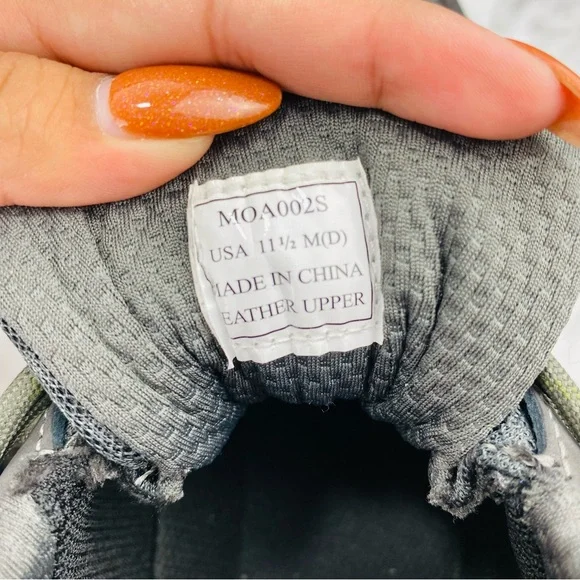 MOA002S
USA 11½ M(D)
MADE IN CHINA
LEATHER UPPER